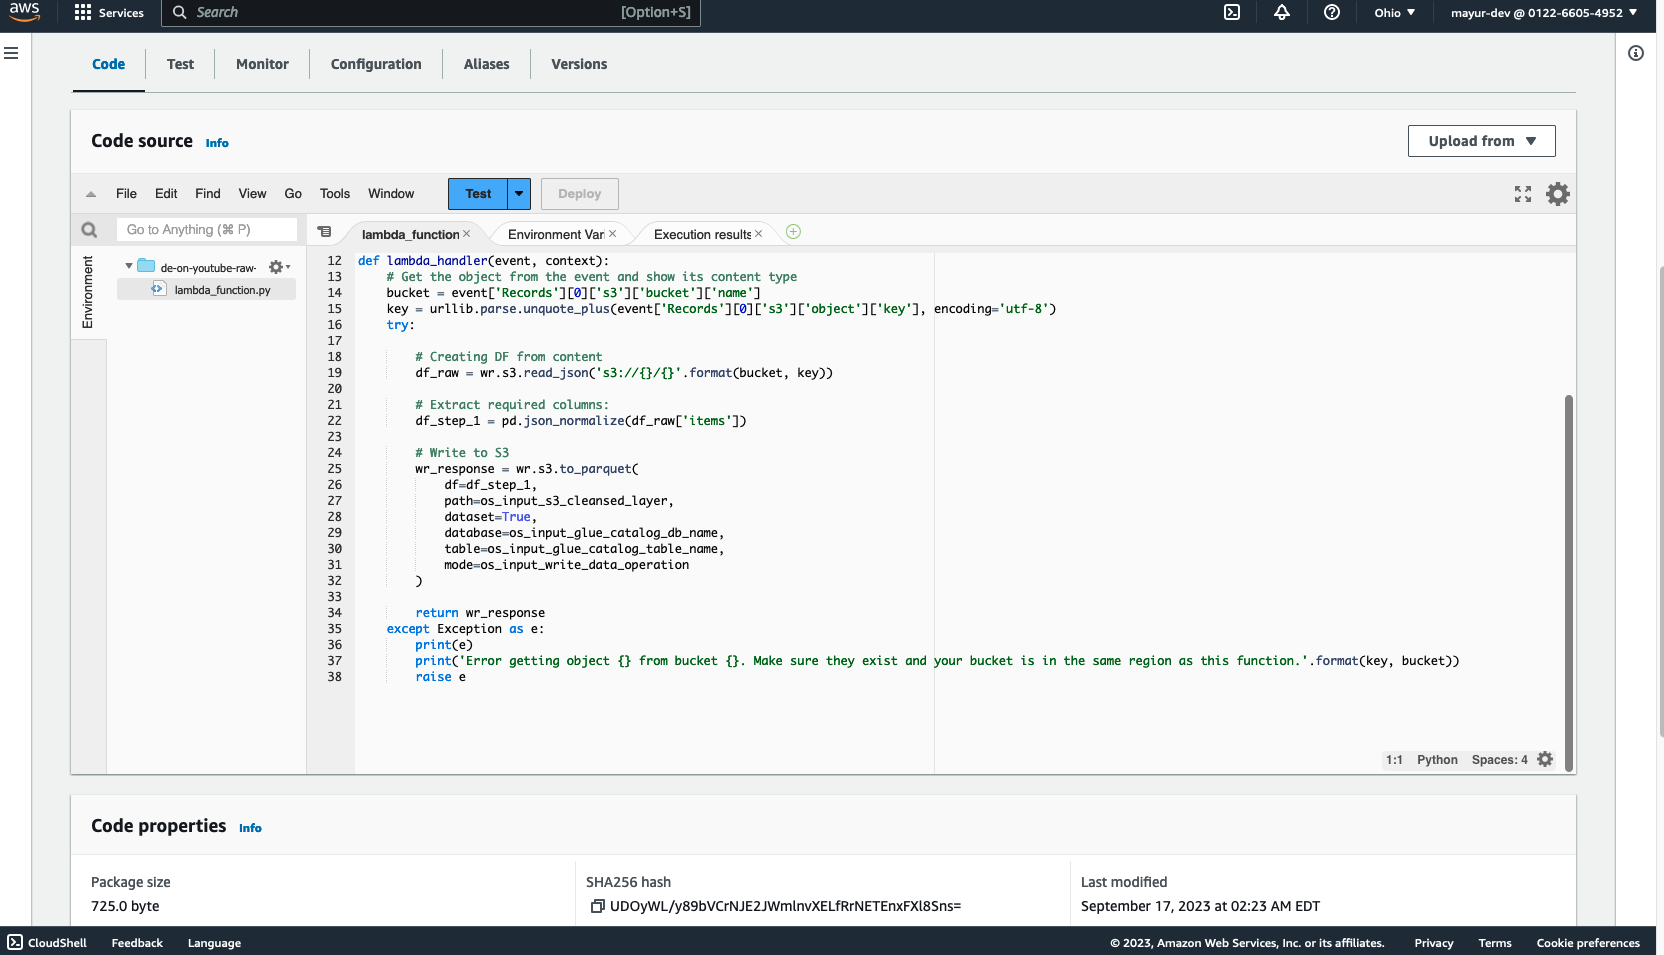 aws
Services
Search
[Option+S]
Ohio
mayur-dev @ 0122-6605-4952
Code
Test
Monitor
Configuration
Aliases
Versions
Code source
Info
Upload from
File Edit Find View Go Tools Window
Test
Deploy
Go to Anything (⌘ P)
lambda_function
Environment Var
Execution results
Environment
de-on-youtube-raw-
lambda_function.py
12 def lambda_handler(event, context):
13 # Get the object from the event and show its content type
14 bucket = event['Records'][0]['s3']['bucket']['name']
15 key = urllib.parse.unquote_plus(event['Records'][0]['s3']['object']['key'], encoding='utf-8')
16 try:
17
18 # Creating DF from content
19 df_raw = wr.s3.read_json('s3://{}/{}'.format(bucket, key))
20
21 # Extract required columns:
22 df_step_1 = pd.json_normalize(df_raw['items'])
23
24 # Write to S3
25 wr_response = wr.s3.to_parquet(
26 df=df_step_1,
27 path=os_input_s3_cleansed_layer,
28 dataset=True,
29 database=os_input_glue_catalog_db_name,
30 table=os_input_glue_catalog_table_name,
31 mode=os_input_write_data_operation
32 )
33
34 return wr_response
35 except Exception as e:
36 print(e)
37 print('Error getting object {} from bucket {}. Make sure they exist and your bucket is in the same region as this function.'.format(key, bucket))
38 raise e
1:1 Python Spaces: 4
Code properties
Info
Package size
725.0 byte
SHA256 hash
UDOyWL/y89bVCrNJE2JWmlnvXELfRrNETEnxFXl8Sns=
Last modified
September 17, 2023 at 02:23 AM EDT
CloudShell
Feedback
Language
© 2023, Amazon Web Services, Inc. or its affiliates.
Privacy
Terms
Cookie preferences